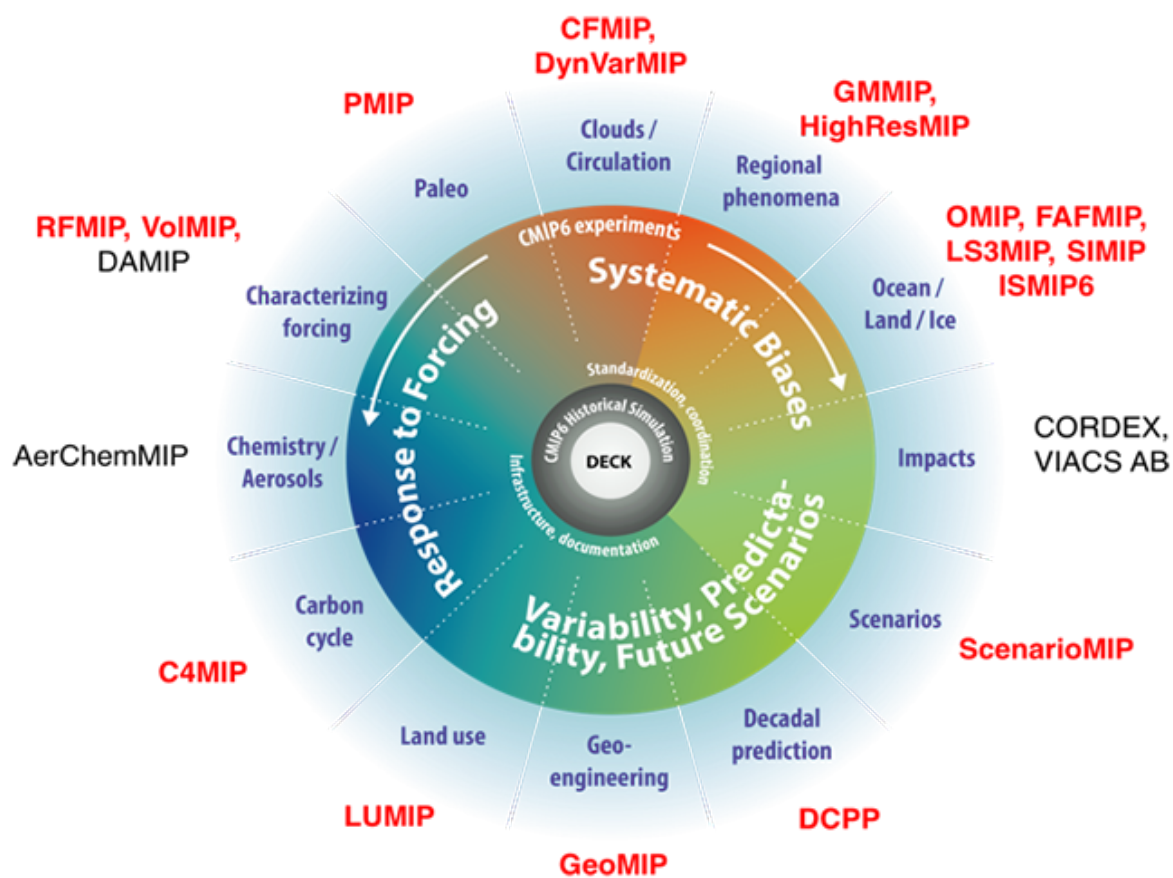 CFMIP,
DynVarMIP
PMIP
GMMIP,
HighResMIP
Clouds /
Circulation
Regional
phenomena
Paleo
RFMIP, VolMIP,
DAMIP
OMIP, FAFMIP,
LS3MIP, SIMIP
ISMIP6
CMIP6 experiments
Systematic Biases
Characterizing
forcing
Ocean /
Land / Ice
Response to Forcing
Standardization, coordination
CMIP6 Historical Simulation
DECK
Infrastructure, documentation
AerChemMIP
Chemistry /
Aerosols
Impacts
CORDEX,
VIACS AB
Variability, Predicta-
bility, Future Scenarios
Carbon
cycle
Scenarios
C4MIP
ScenarioMIP
Land use
Geo-
engineering
Decadal
prediction
LUMIP
DCPP
GeoMIP